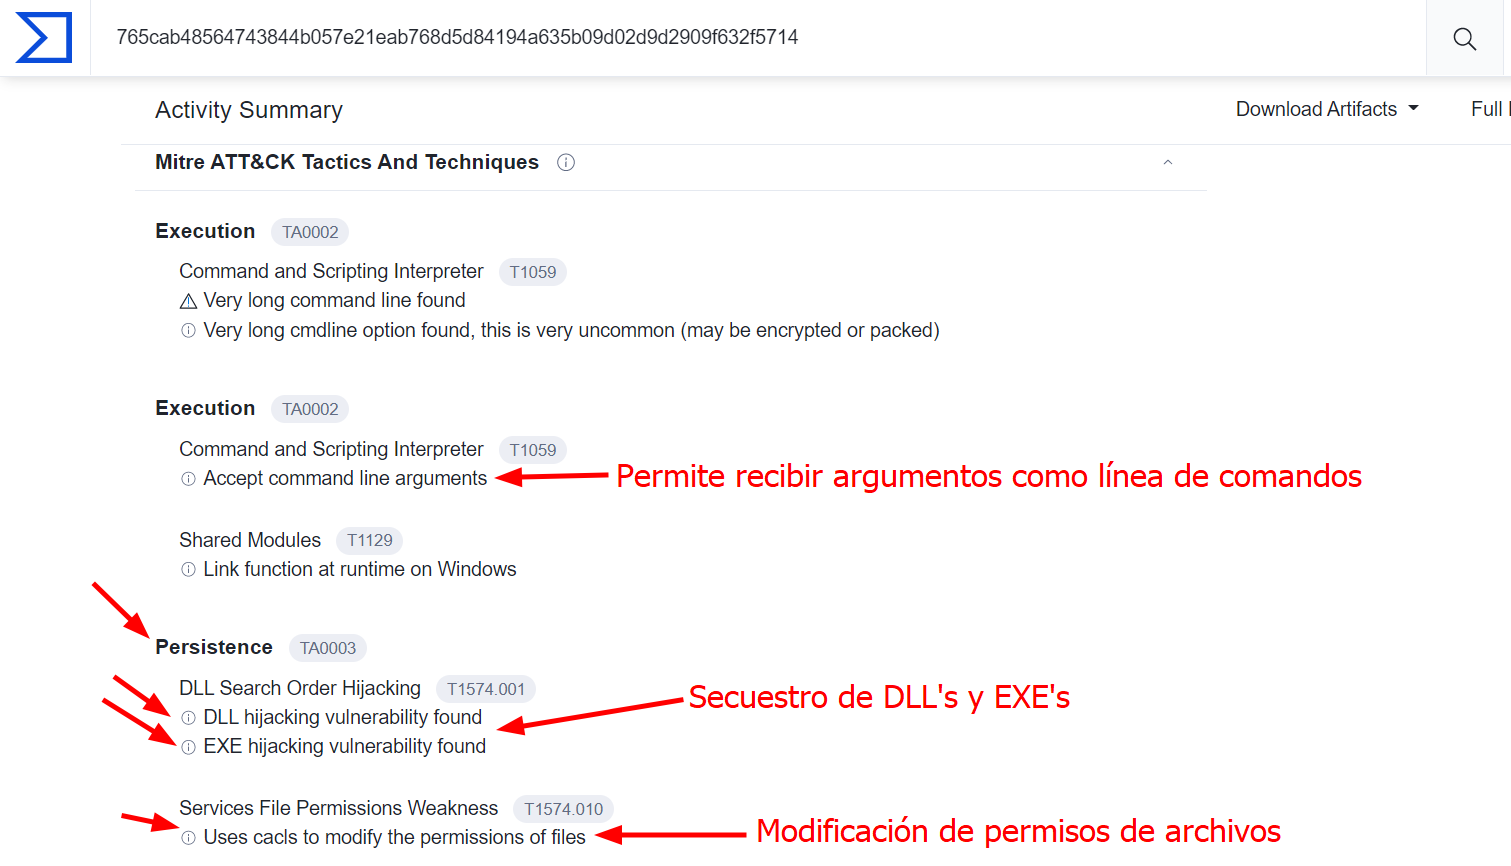 765cab48564743844b057e21eab768d5d84194a635b09d02d9d2909f632f5714
Activity Summary
Download Artifacts
Full
Mitre ATT&CK Tactics And Techniques
Execution TA0002
Command and Scripting Interpreter T1059
Very long command line found
Very long cmdline option found, this is very uncommon (may be encrypted or packed)
Execution TA0002
Command and Scripting Interpreter T1059
Accept command line arguments
Permite recibir argumentos como línea de comandos
Shared Modules T1129
Link function at runtime on Windows
Persistence TA0003
DLL Search Order Hijacking T1574.001
DLL hijacking vulnerability found
Secuestro de DLL's y EXE's
EXE hijacking vulnerability found
Services File Permissions Weakness T1574.010
Uses cacls to modify the permissions of files
Modificación de permisos de archivos